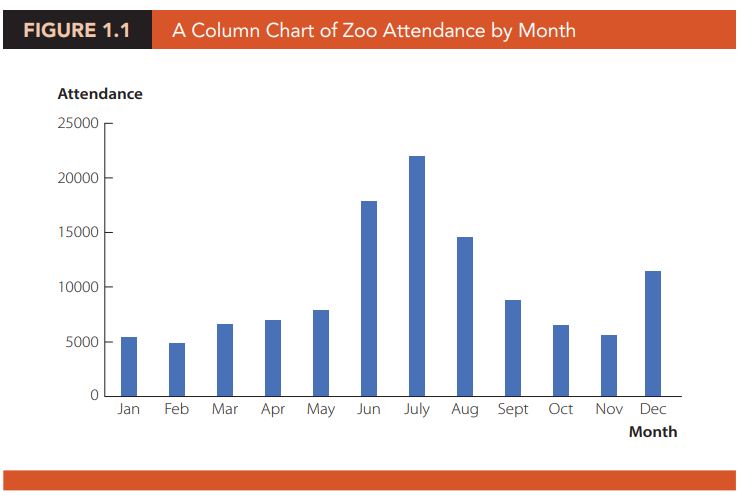 FIGURE 1.1 A Column Chart of Zoo Attendance by Month
Attendance
25000
20000
15000
10000
5000
0
Jan Feb Mar Apr May Jun July Aug Sept Oct Nov Dec
Month